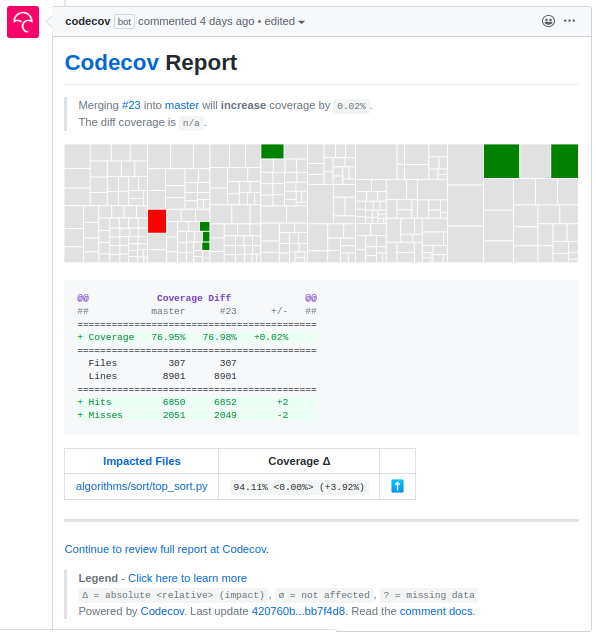 codecov bot commented 4 days ago • edited
Codecov Report
Merging #23 into master will increase coverage by 0.02%.
The diff coverage is n/a.
@@ Coverage Diff @@
## master #23 +/- ##
==========================================
+ Coverage 76.95% 76.98% +0.02%
==========================================
Files 307 307
Lines 8901 8901
==========================================
+ Hits 6850 6852 +2
+ Misses 2051 2049 -2
Impacted Files Coverage Δ
algorithms/sort/top_sort.py 94.11% <0.00%> (+3.92%)
Continue to review full report at Codecov.
Legend - Click here to learn more
Δ = absolute <relative> (impact), ø = not affected, ? = missing data
Powered by Codecov. Last update 420760b...bb7f4d8. Read the comment docs.